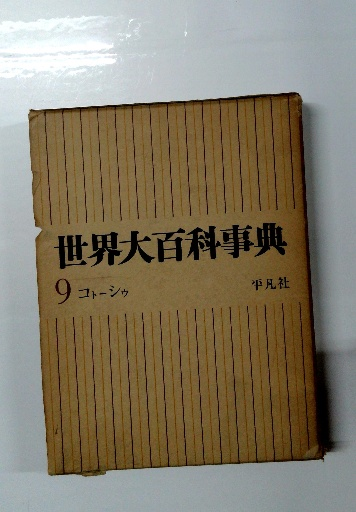 世界大百科事典
9 コトーシウ
平凡社